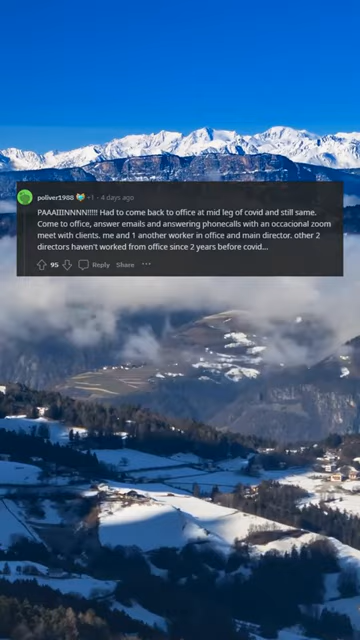 poliver1988 +1 · 4 days ago
PAAAIIINNNN!!!!! Had to come back to office at mid leg of covid and still same.
Come to office, answer emails and answering phonecalls with an occacional zoom
meet with clients. me and 1 another worker in office and main director. other 2
directors haven't worked from office since 2 years before covid...
95 Reply Share ···